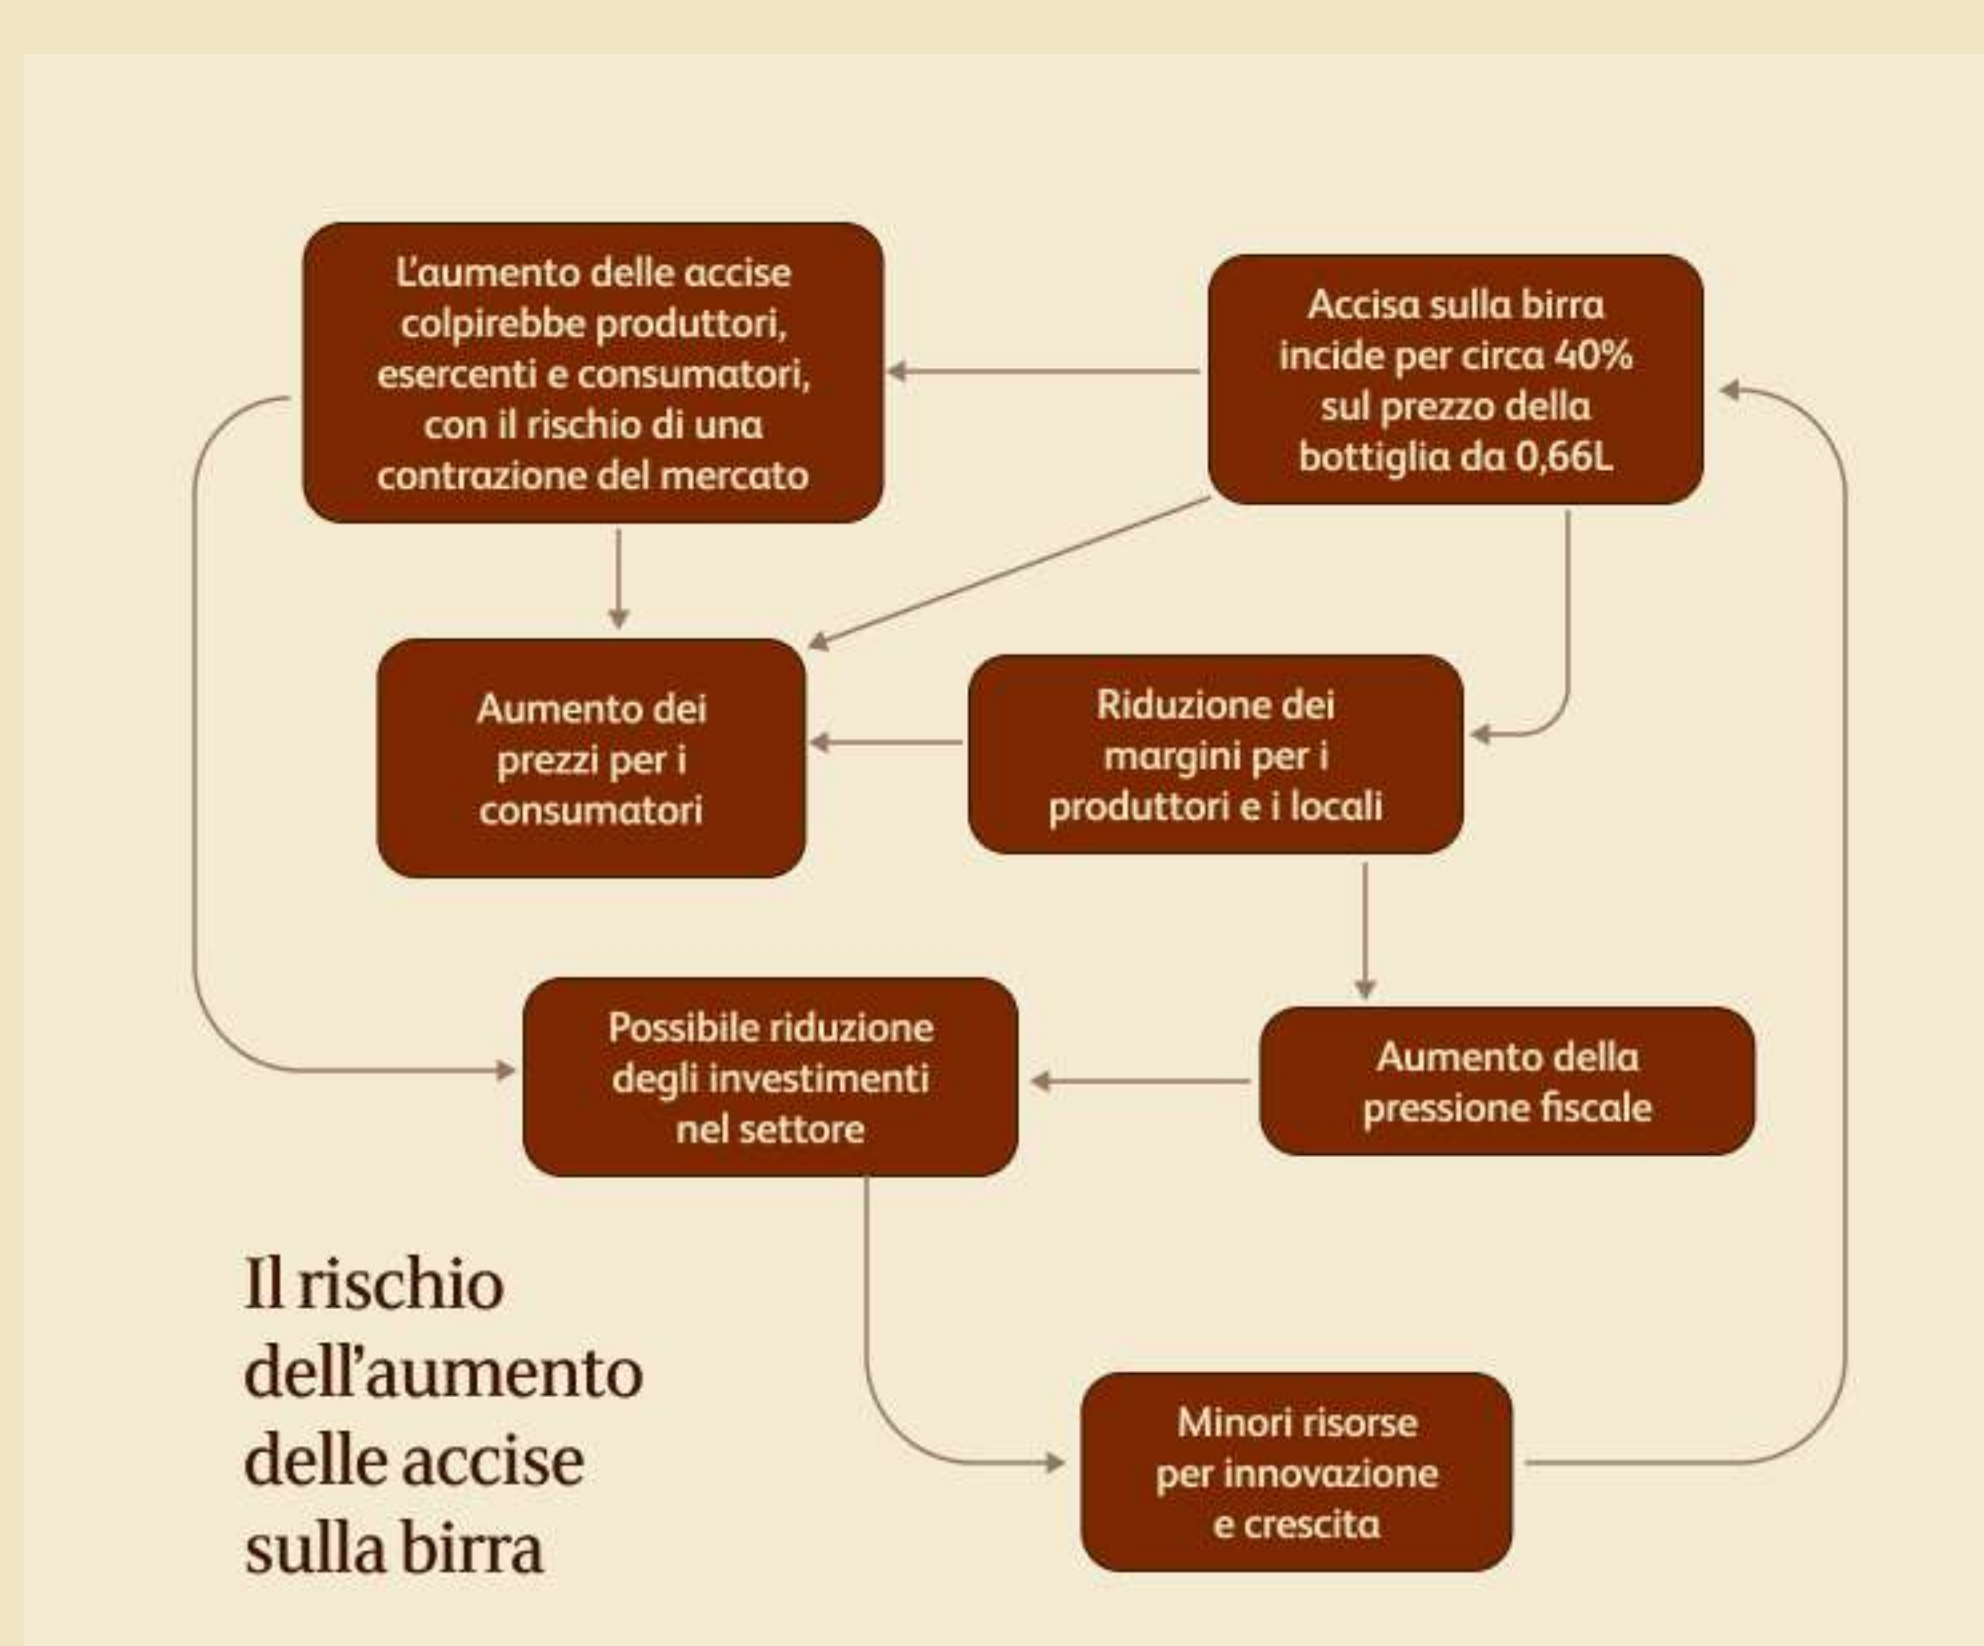 L'aumento delle accise
colpirebbe produttori,
esercenti e consumatori,
con il rischio di una
contrazione del mercato
Accisa sulla birra
incide per circa 40%
sul prezzo della
bottiglia da 0,66L
Aumento dei
prezzi per i
consumatori
Riduzione dei
margini per i
produttori e i locali
Possibile riduzione
degli investimenti
nel settore
Aumento della
pressione fiscale
Il rischio
dell'aumento
delle accise
sulla birra
Minori risorse
per innovazione
e crescita